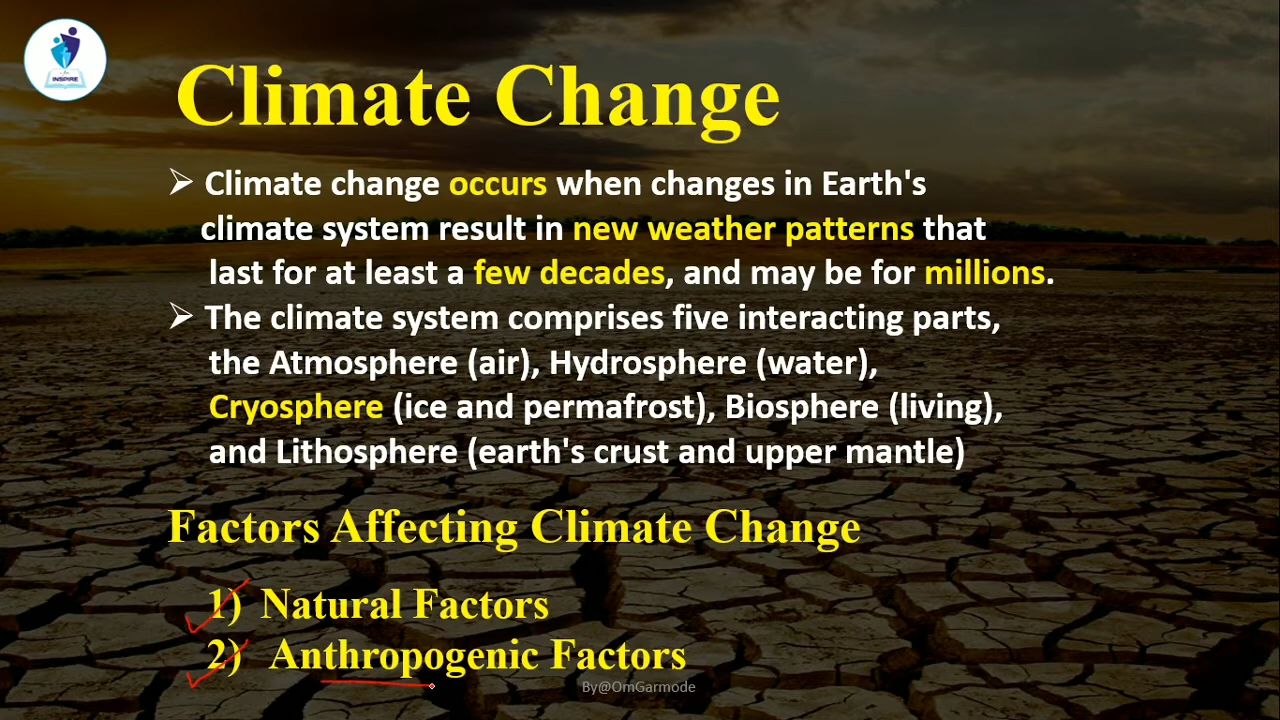 INSPIRE
Climate Change
➢ Climate change occurs when changes in Earth's
climate system result in new weather patterns that
last for at least a few decades, and may be for millions.
➢ The climate system comprises five interacting parts,
the Atmosphere (air), Hydrosphere (water),
Cryosphere (ice and permafrost), Biosphere (living),
and Lithosphere (earth's crust and upper mantle)
Factors Affecting Climate Change
1) Natural Factors
2) Anthropogenic Factors
By@OmGarmode